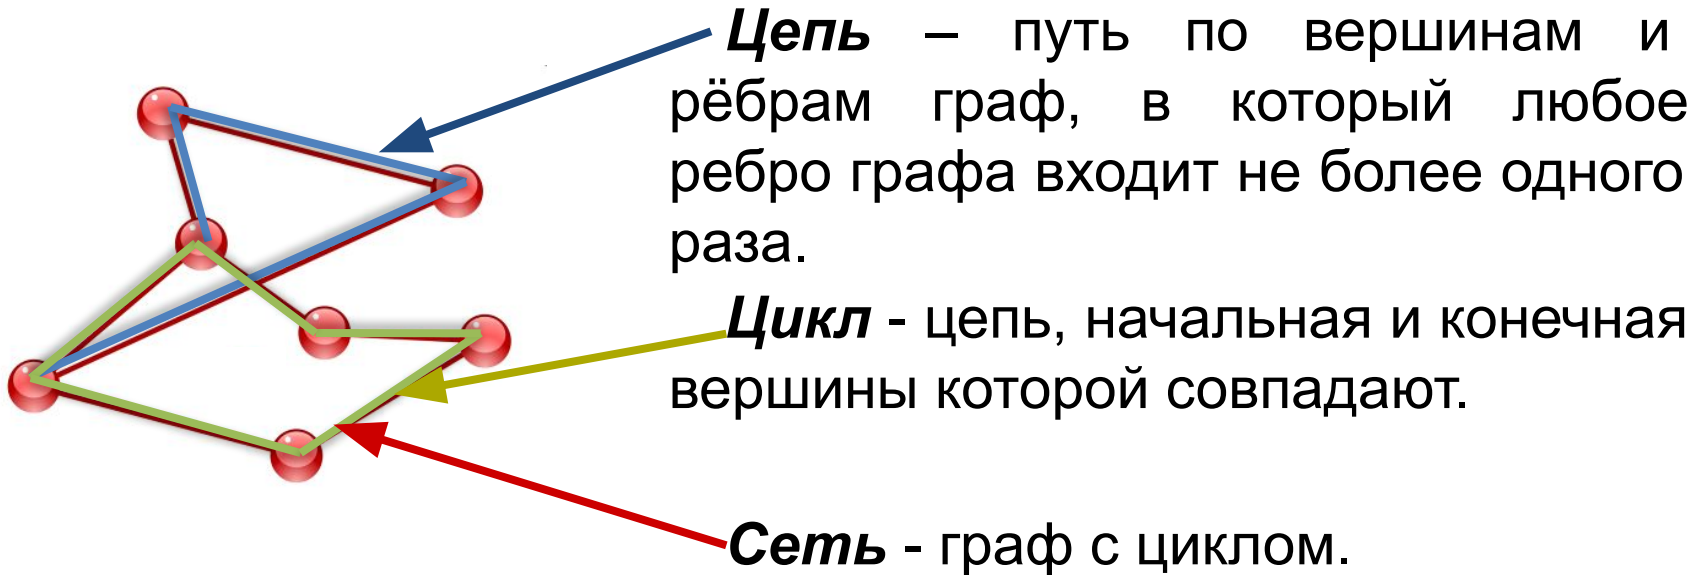 Цепь – путь по вершинам и
рёбрам граф, в который любое
ребро графа входит не более одного
раза.
Цикл - цепь, начальная и конечная
вершины которой совпадают.
Сеть - граф с циклом.